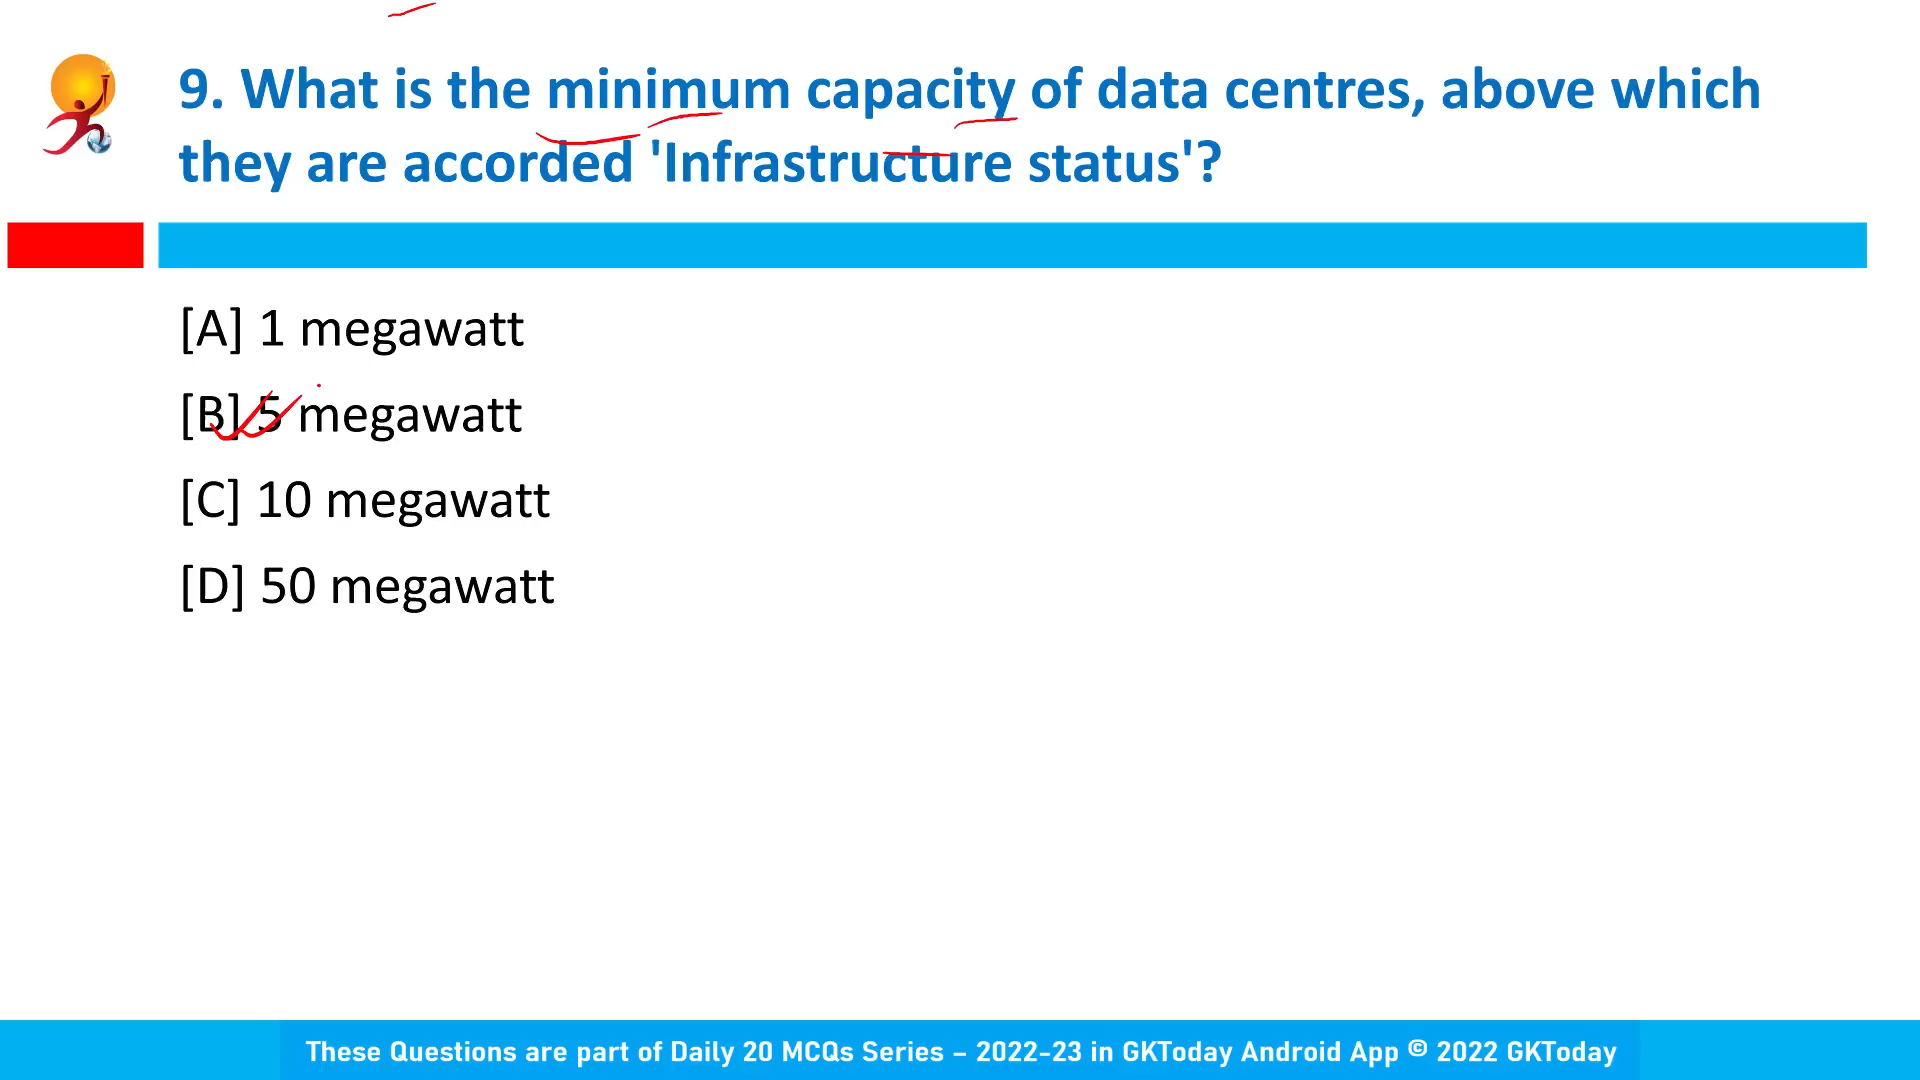 9. What is the minimum capacity of data centres, above which
they are accorded 'Infrastructure status'?
[A] 1 megawatt
[B] 5 megawatt
[C] 10 megawatt
[D] 50 megawatt
These Questions are part of Daily 20 MCQs Series – 2022-23 in GKToday Android App © 2022 GKToday